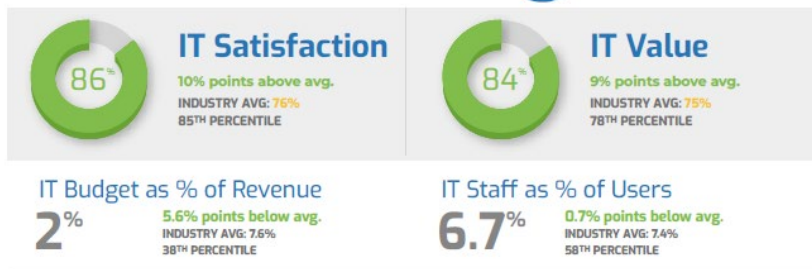 86%
IT Satisfaction
10% points above avg.
INDUSTRY AVG: 76%
85TH PERCENTILE
84%
IT Value
9% points above avg.
INDUSTRY AVG: 75%
78TH PERCENTILE
IT Budget as % of Revenue
2%
5.6% points below avg.
INDUSTRY AVG: 7.6%
38TH PERCENTILE
IT Staff as % of Users
6.7%
0.7% points below avg.
INDUSTRY AVG: 7.4%
58TH PERCENTILE